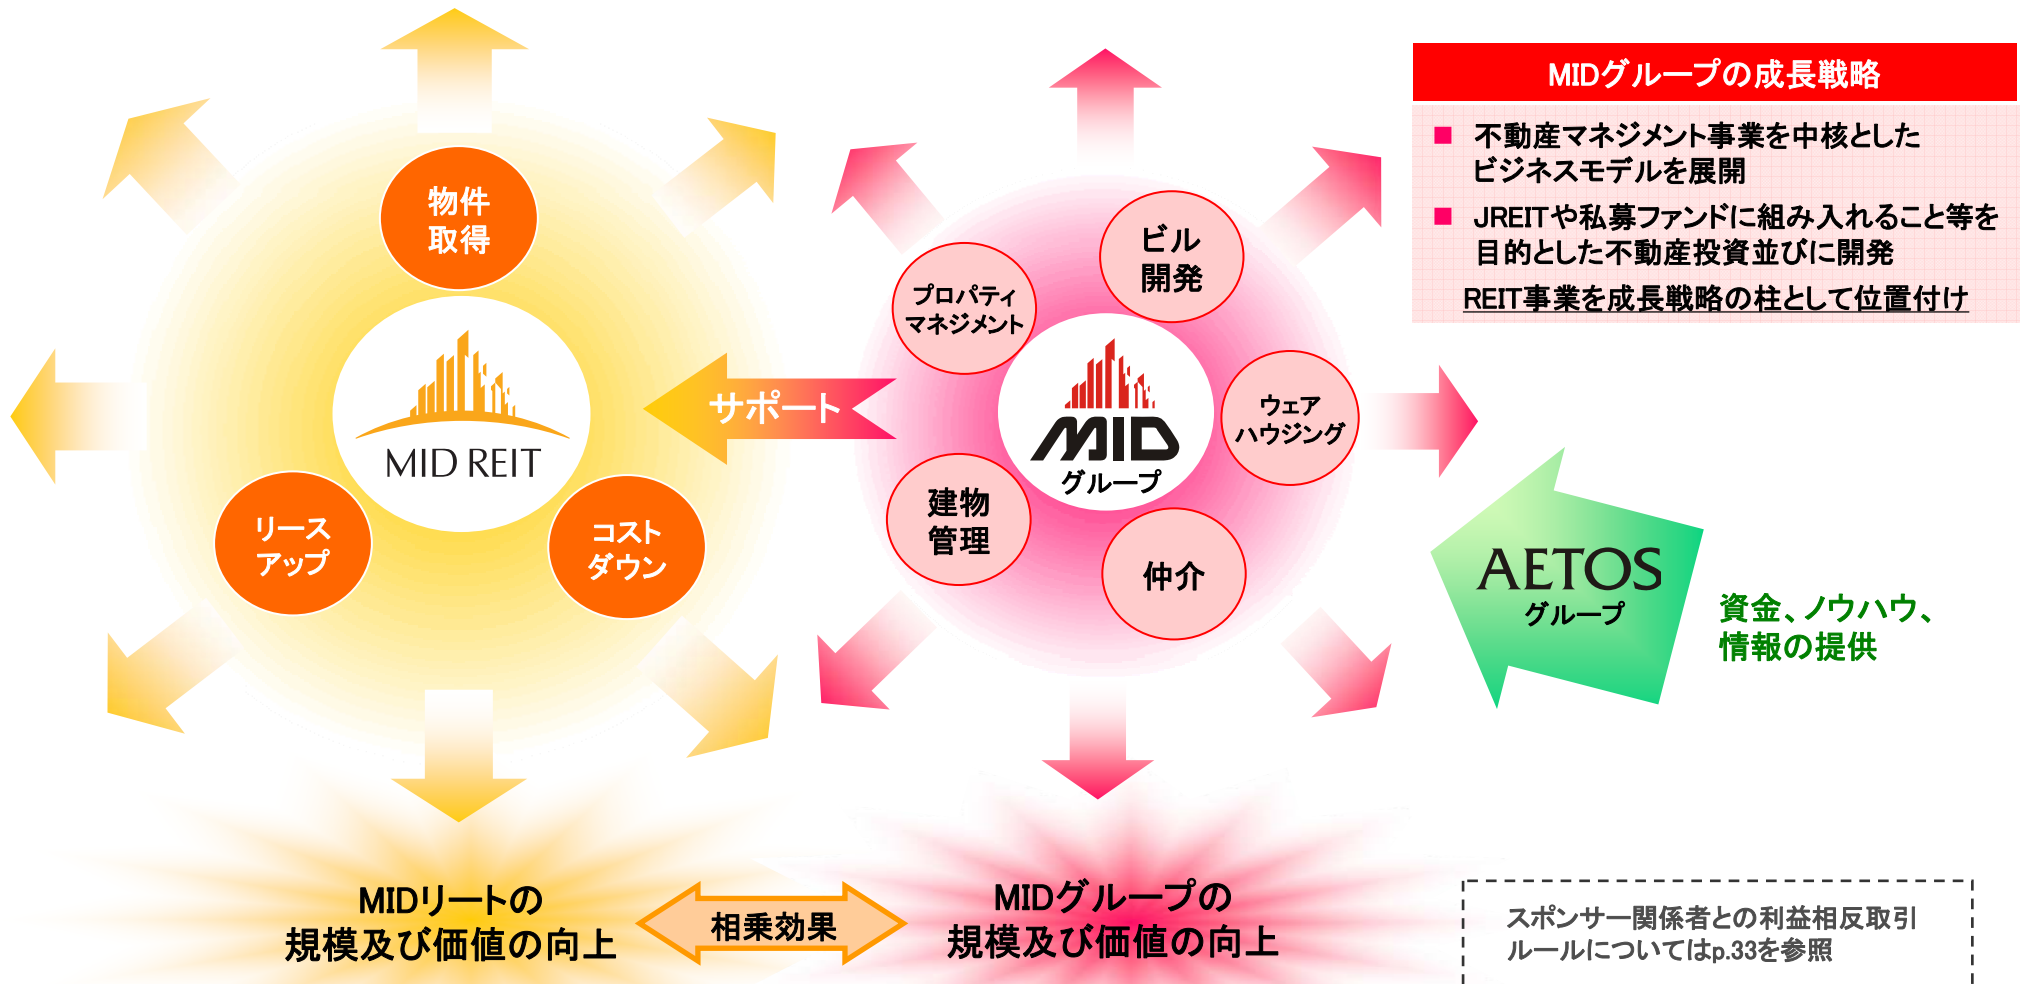 物件
取得
MID REIT
リース
アップ
コスト
ダウン
サポート
ビル
開発
プロパティ
マネジメント
MID
グループ
ウェア
ハウジング
建物
管理
仲介
MIDグループの成長戦略
不動産マネジメント事業を中核とした
ビジネスモデルを展開
JREITや私募ファンドに組み入れること等を
目的とした不動産投資並びに開発
REIT事業を成長戦略の柱として位置付け
AETOS
グループ
資金、ノウハウ、
情報の提供
MIDリートの
規模及び価値の向上
相乗効果
MIDグループの
規模及び価値の向上
スポンサー関係者との利益相反取引
ルールについてはp.33を参照